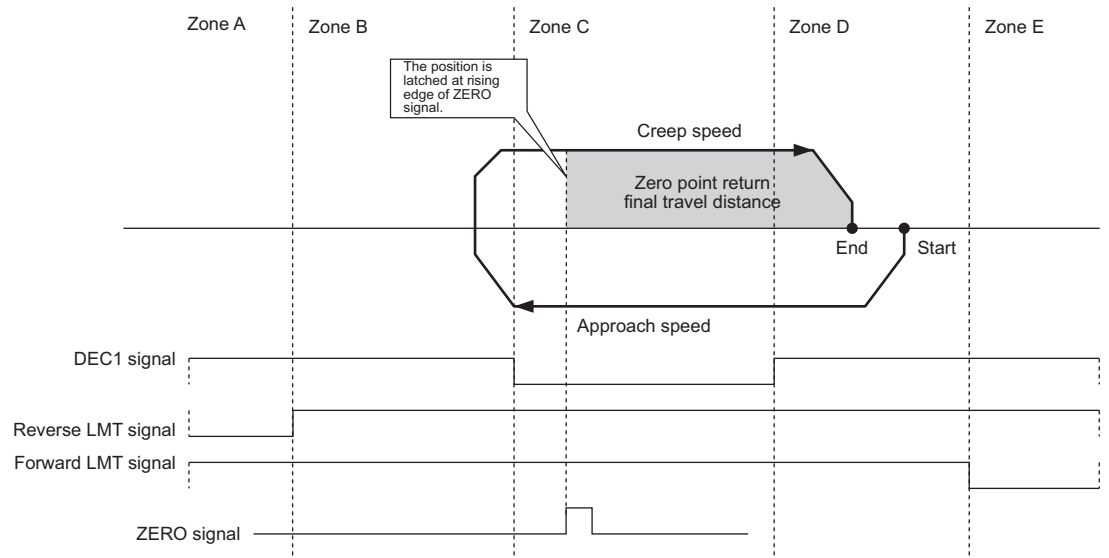 Zone A
Zone B
Zone C
Zone D
Zone E
The position is
latched at rising
edge of ZERO
signal.
Creep speed
Zero point return
final travel distance
End
Start
Approach speed
DEC1 signal
Reverse LMT signal
Forward LMT signal
ZERO signal